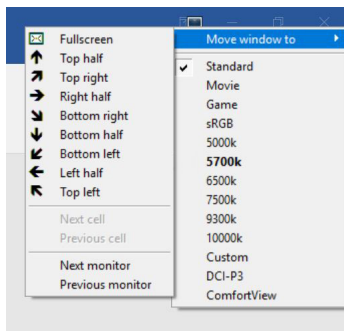 Fullscreen
Top half
Top right
Right half
Bottom right
Bottom half
Bottom left
Left half
Top left
Next cell
Previous cell
Next monitor
Previous monitor
Move window to
Standard
Movie
Game
sRGB
5000k
5700k
6500k
7500k
9300k
10000k
Custom
DCI-P3
ComfortView